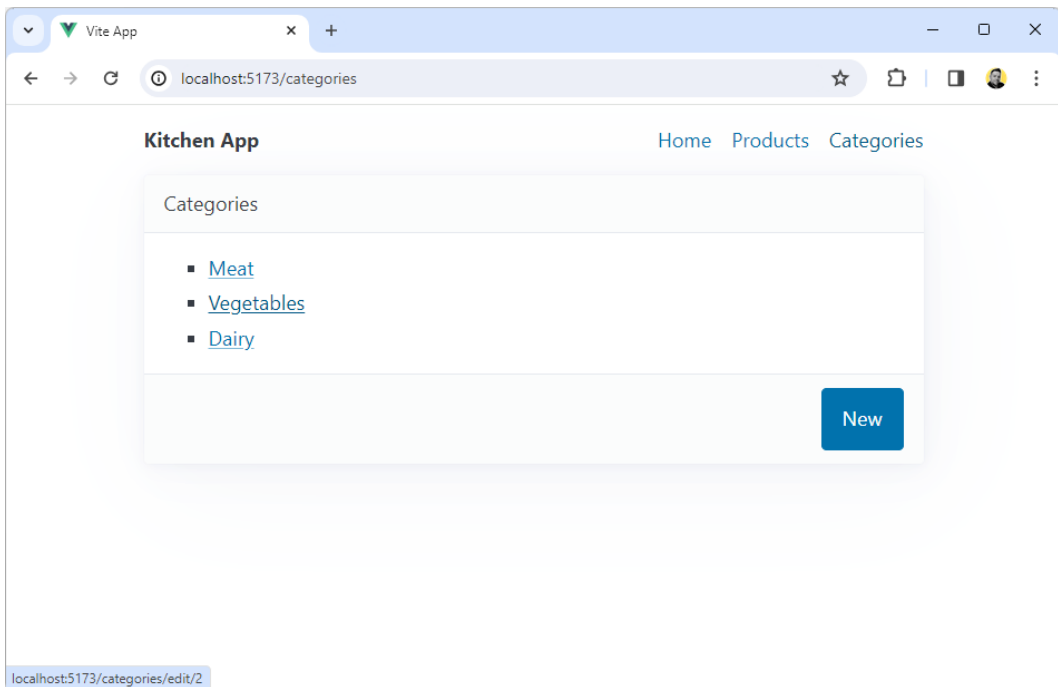 Vite App
localhost:5173/categories
Kitchen App Home Products Categories
Categories
Meat
Vegetables
Dairy
New
localhost:5173/categories/edit/2